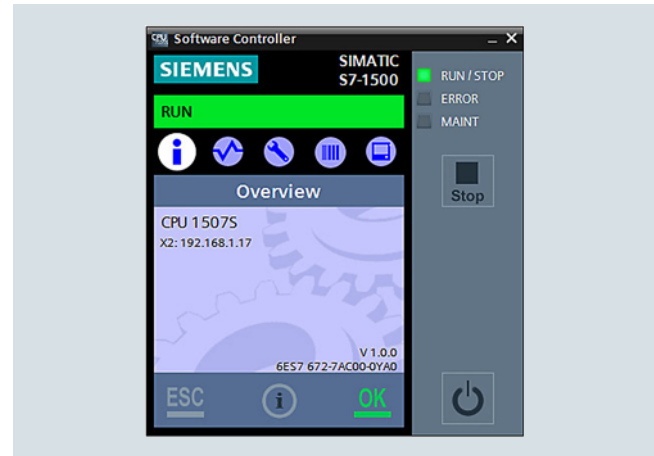 CPU Software Controller
SIEMENS
SIMATIC
S7-1500
RUN
Overview
CPU 1507S
X2: 192.168.1.17
V 1.0.0
6ES7 672-7AC00-0YA0
ESC
i
OK
RUN / STOP
ERROR
MAINT
Stop